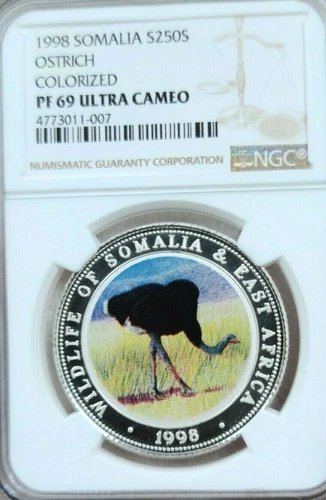 1998 SOMALIA S250S
OSTRICH
COLORIZED
PF 69 ULTRA CAMEO
4773011-007
NUMISMATIC GUARANTY CORPORATION
NGC®
WILDLIFE OF SOMALIA & EAST AFRICA
· 1998 ·